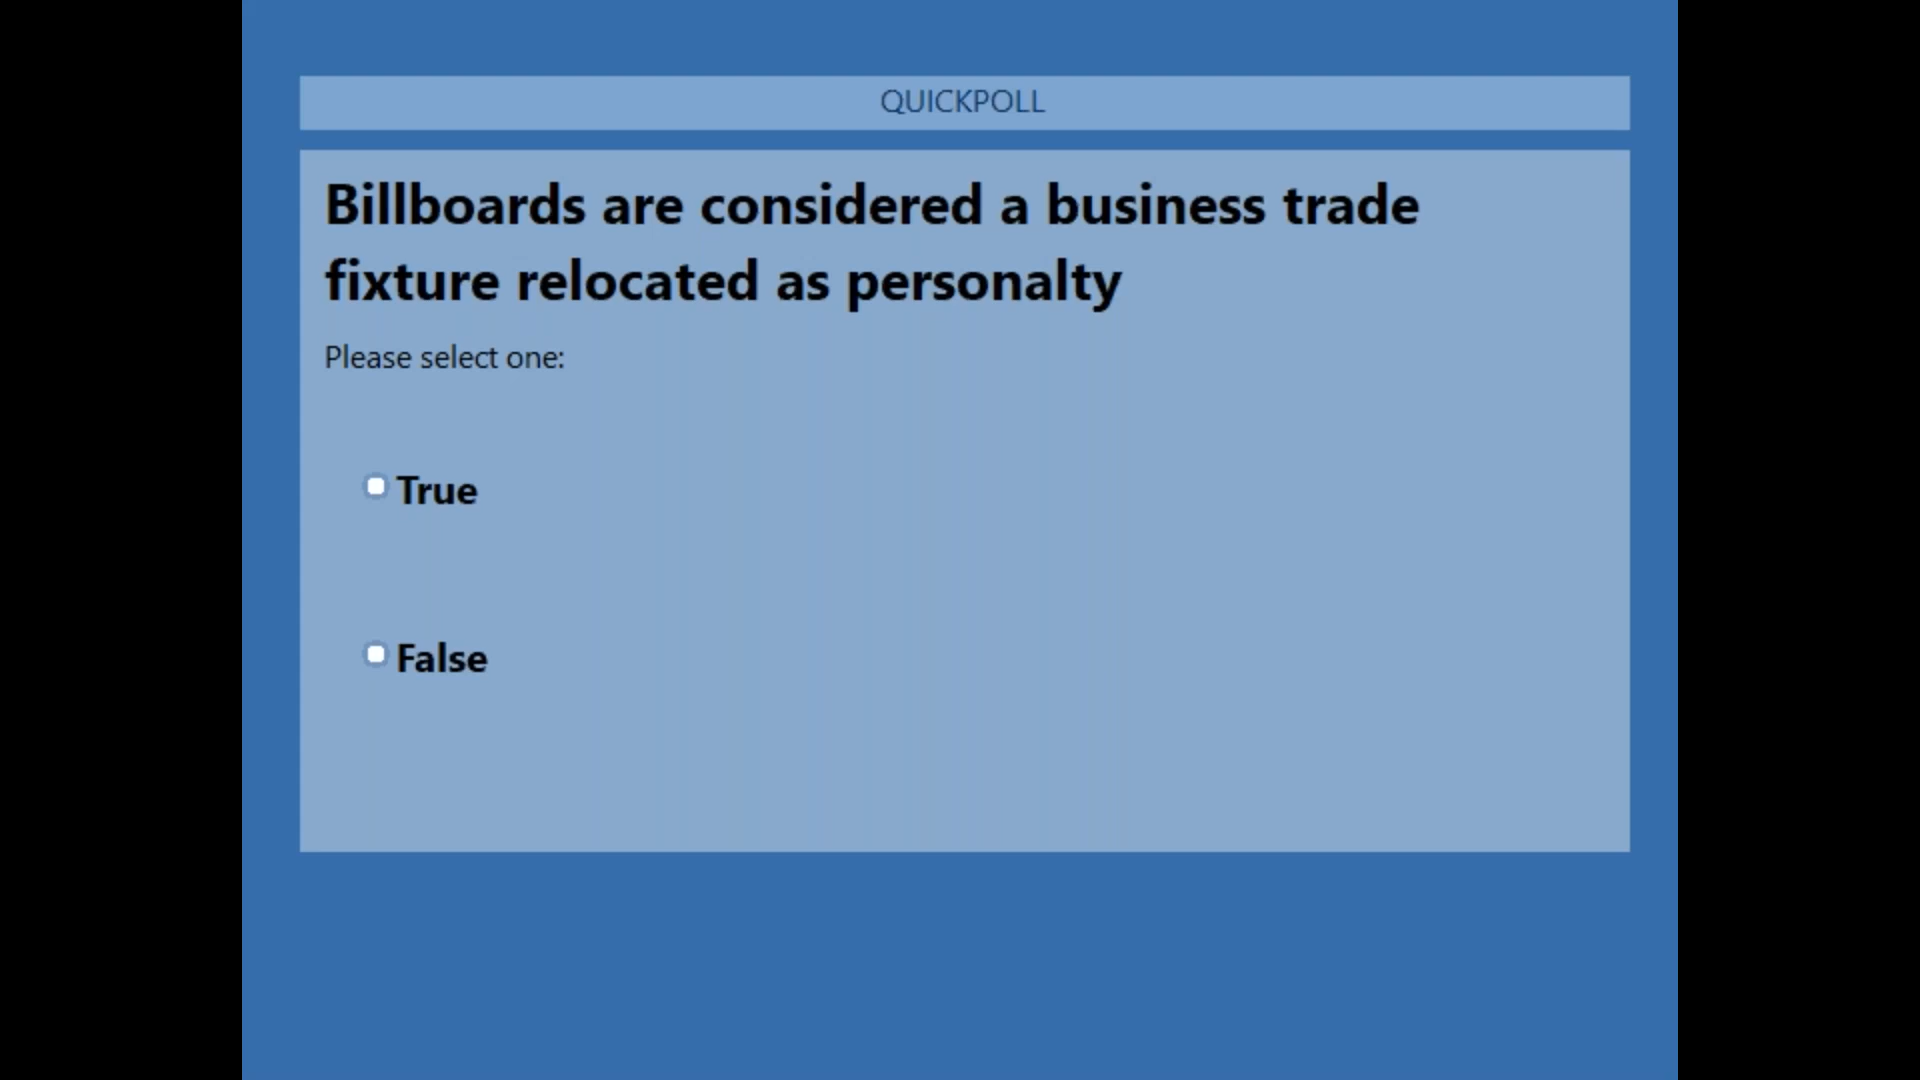 QUICKPOLL
Billboards are considered a business trade
fixture relocated as personalty
Please select one:
True
False